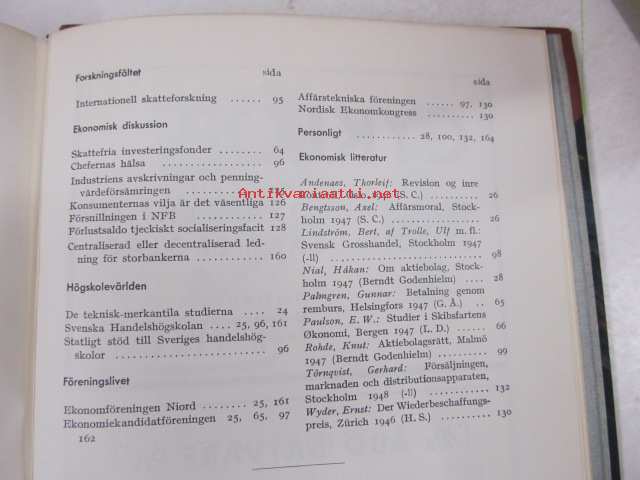 Forskningsfältet
sida
Internationell skatteforskning ...... 95
Ekonomisk diskussion
Skattefria investeringsfonder ...... 64
Chefernas hälsa ...... 96
Industriens avskrivningar och penning-
värdeförsämringen
Konsumenternas vilja är det väsentliga 126
Försnillningen i NFB ...... 127
Förlustsaldo tjeckiskt socialiseringsfacit 128
Centraliserad eller decentraliserad led-
ning för storbankerna ...... 160
Högskolevärlden
De teknisk-merkantila studierna .... 24
Svenska Handelshögskolan .... 25, 96, 161
Statligt stöd till Sveriges handelshög-
skolor ...... 96
Föreningslivet
Ekonomföreningen Niord ........ 25, 161
Ekonomiekandidatföreningen 25, 65, 97
162
sida
Affärstekniska föreningen ...... 97, 130
Nordisk Ekonomkongress ........ 130
Personligt ............ 28, 100, 132, 164
Ekonomisk litteratur
Andenaes, Thorleif: Revision og inre
Oslo (S. C.) .... 26
Bengtsson, Axel: Affärsmoral, Stock-
holm 1947 (S. C.) ............ 26
Lindström, Bert, af Trolle, Ulf m. fl.:
Svensk Grosshandel, Stockholm 1947
(-ll) ............ 98
Nial, Håkan: Om aktiebolag, Stock-
holm 1947 (Berndt Godenhielm) .... 28
Palmgren, Gunnar: Betalning genom
remburs, Helsingfors 1947 (G. Å.) .. 65
Paulson, E. W.: Studier i Skibsfartens
Økonomi, Bergen 1947 (L. D.) ...... 66
Rohde, Knut: Aktiebolagsrätt, Malmö
1947 (Berndt Godenhielm) .......... 99
Törnqvist, Gerhard: Försäljningen,
marknaden och distributionsapparaten,
Stockholm 1948 (-ll) ............ 132
Wyder, Ernst: Der Wiederbeschaffungs-
preis, Zürich 1946 (H. S.) .......... 130
Antikvariaatti.net